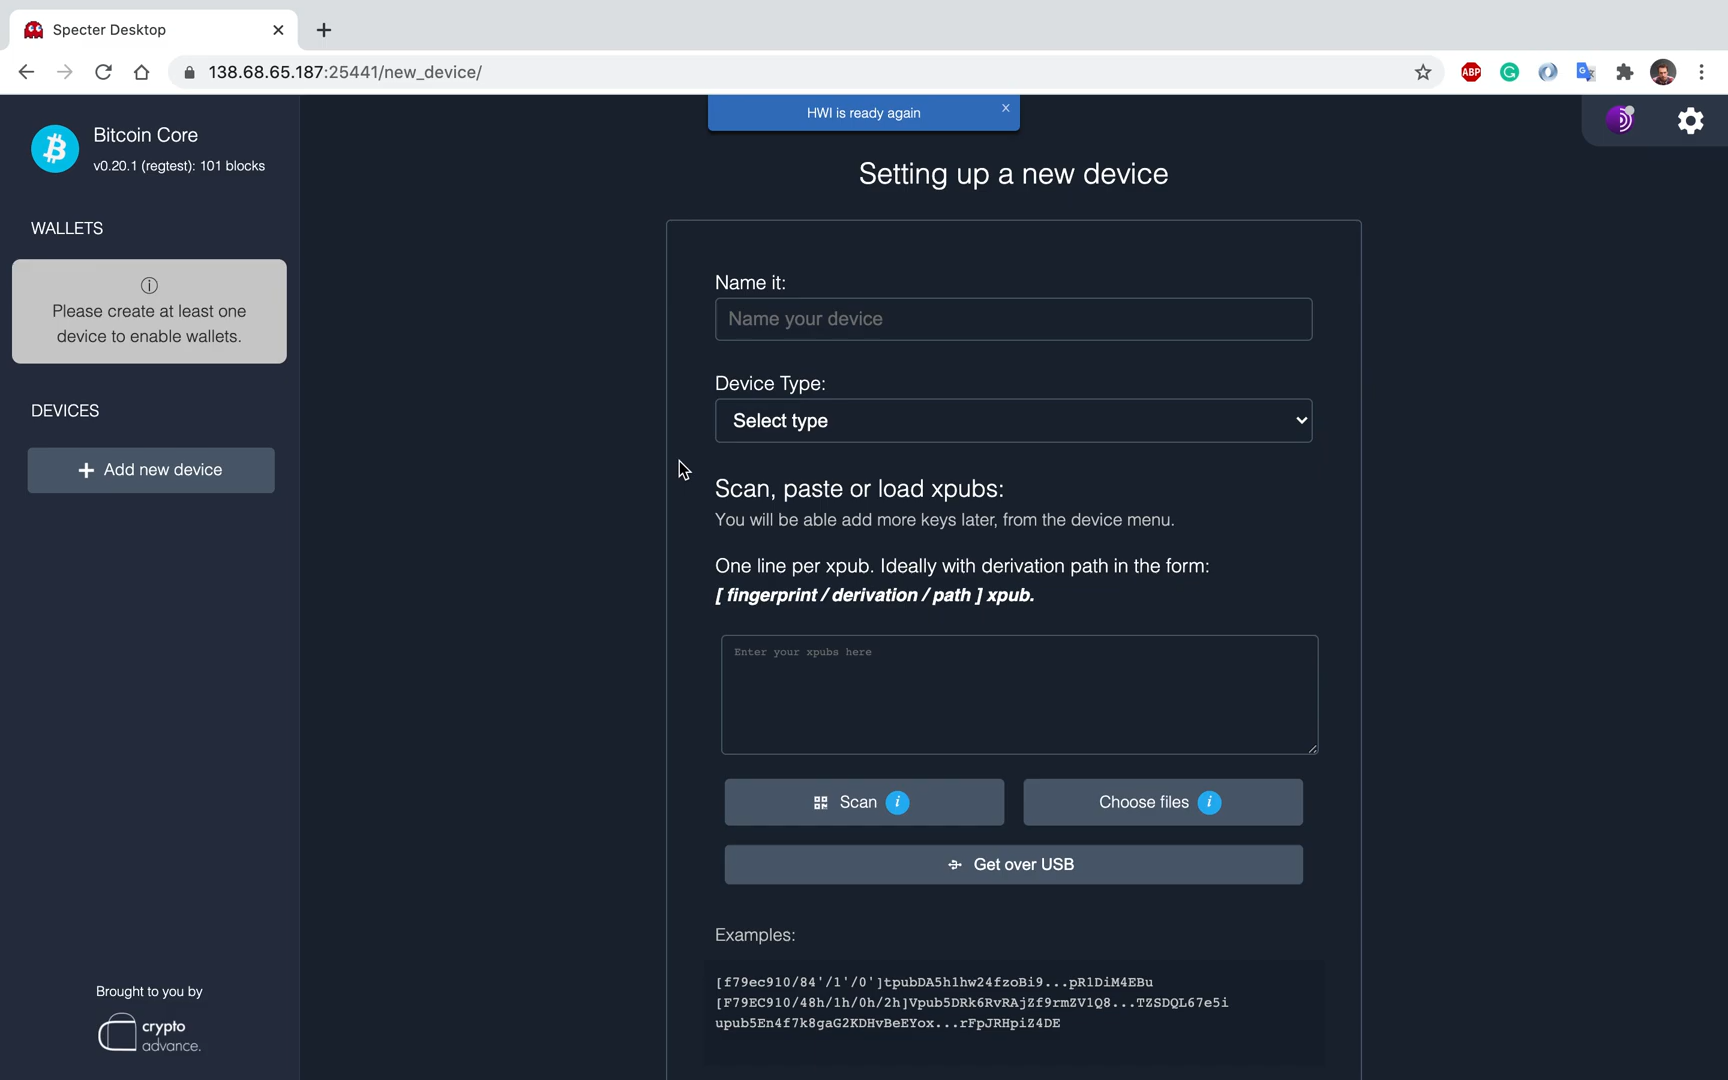 Specter Desktop
138.68.65.187:25441/new_device/
ABP
HWI is ready again
Bitcoin Core
v0.20.1 (regtest): 101 blocks
WALLETS
Please create at least one
device to enable wallets.
DEVICES
Add new device
Brought to you by
crypto
advance.
Setting up a new device
Name it:
Name your device
Device Type:
Select type
Scan, paste or load xpubs:
You will be able add more keys later, from the device menu.
One line per xpub. Ideally with derivation path in the form:
[ fingerprint / derivation / path ] xpub.
Enter your xpubs here
Scan i
Choose files i
Get over USB
Examples:
[f79ec910/84'/1'/0']tpubDA5h1hw24fzoBi9...pR1DiM4EBu
[F79EC910/48h/1h/0h/2h]Vpub5DRk6RvRAjZf9rmZV1Q8...TZSDQL67e5i
upub5En4f7k8gaG2KDHvBeEYox...rFpJRHpiZ4DE